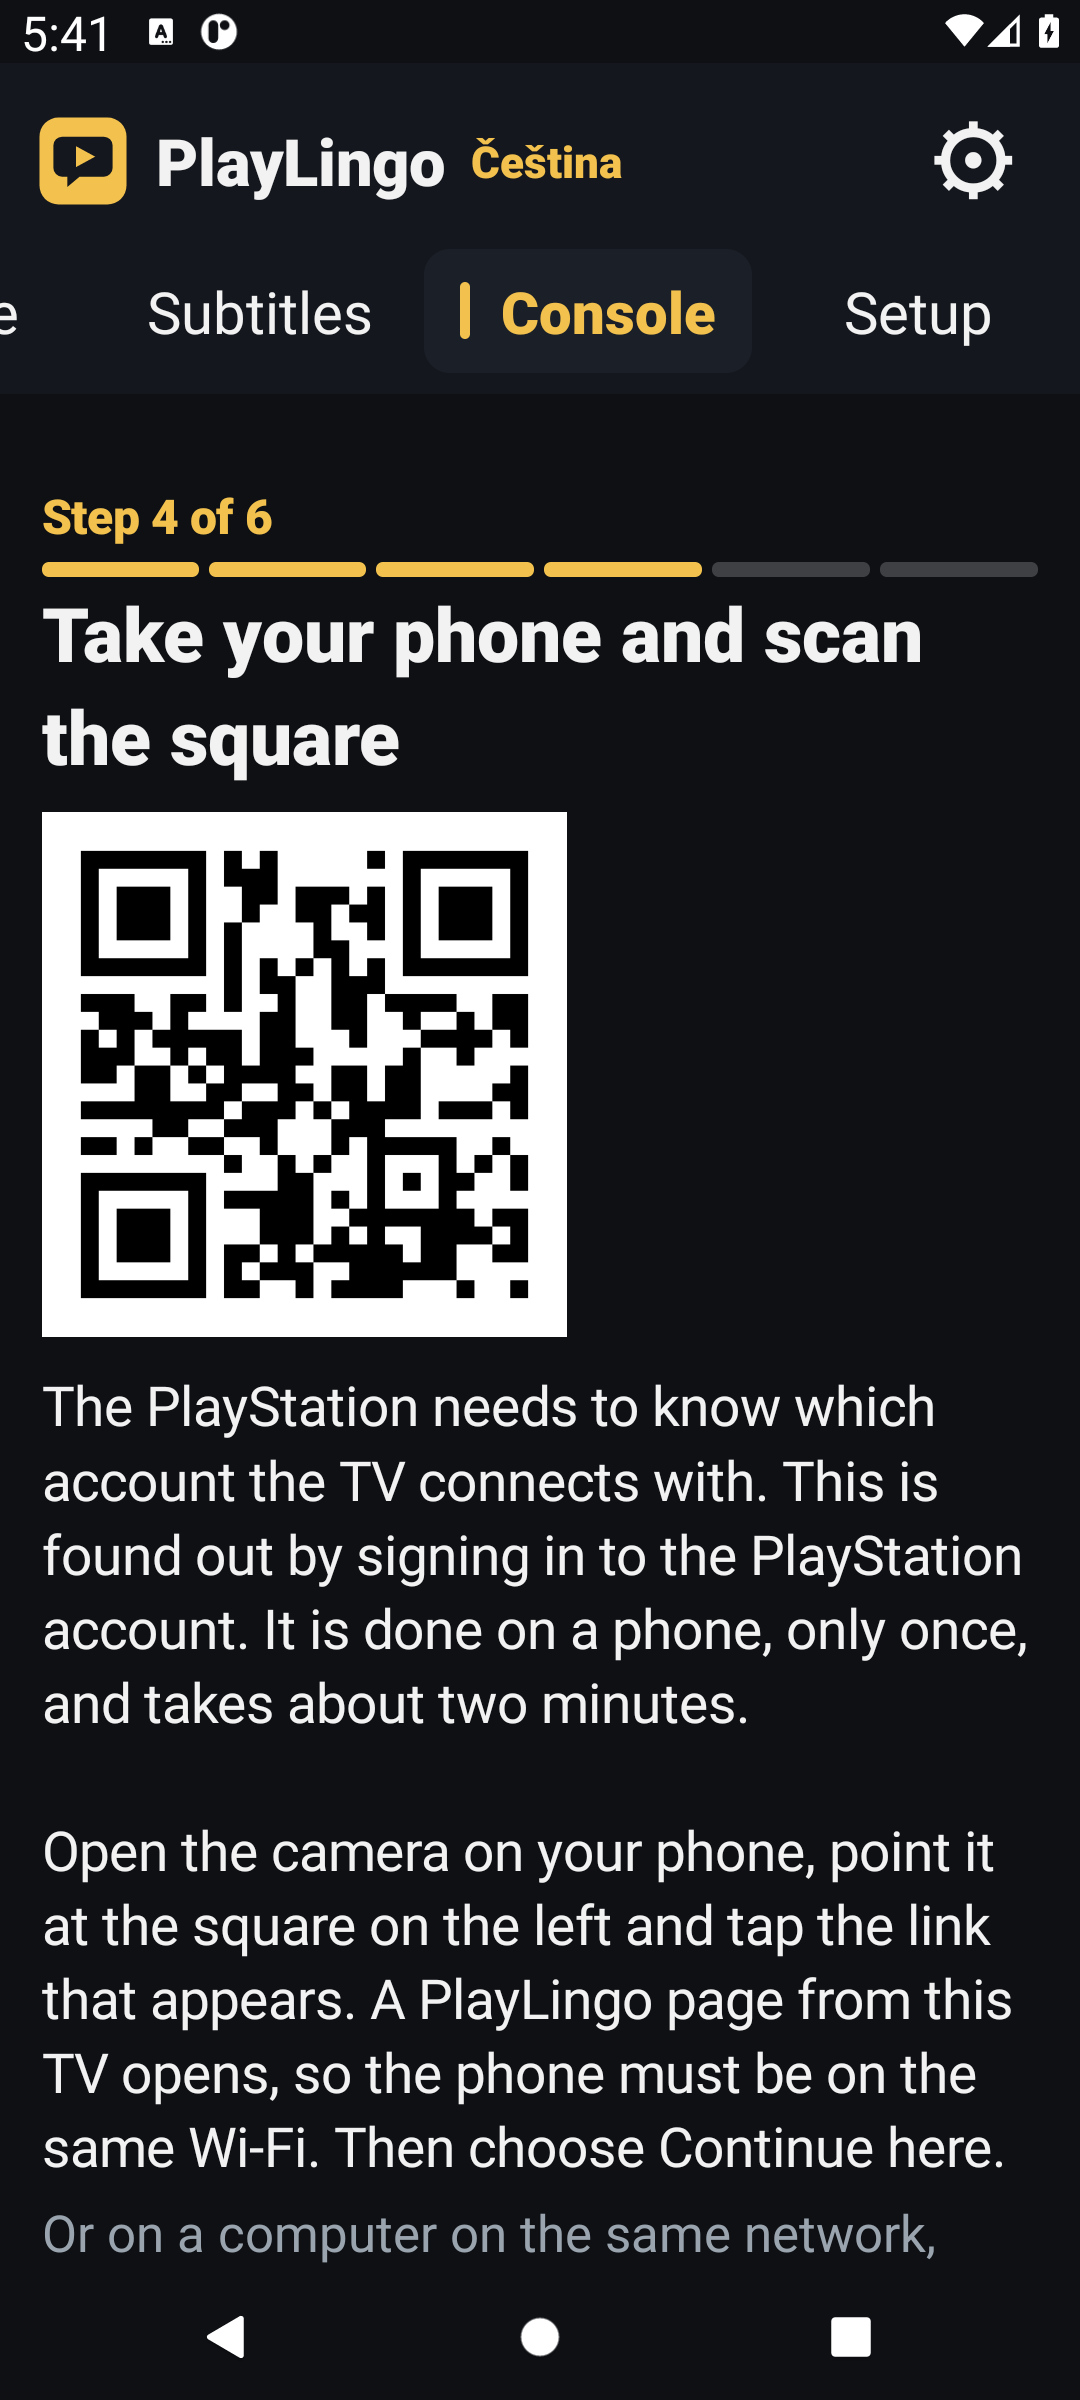 5:41
PlayLingo Čeština
e Subtitles Console Setup
Step 4 of 6
Take your phone and scan
the square
The PlayStation needs to know which
account the TV connects with. This is
found out by signing in to the PlayStation
account. It is done on a phone, only once,
and takes about two minutes.
Open the camera on your phone, point it
at the square on the left and tap the link
that appears. A PlayLingo page from this
TV opens, so the phone must be on the
same Wi-Fi. Then choose Continue here.
Or on a computer on the same network,